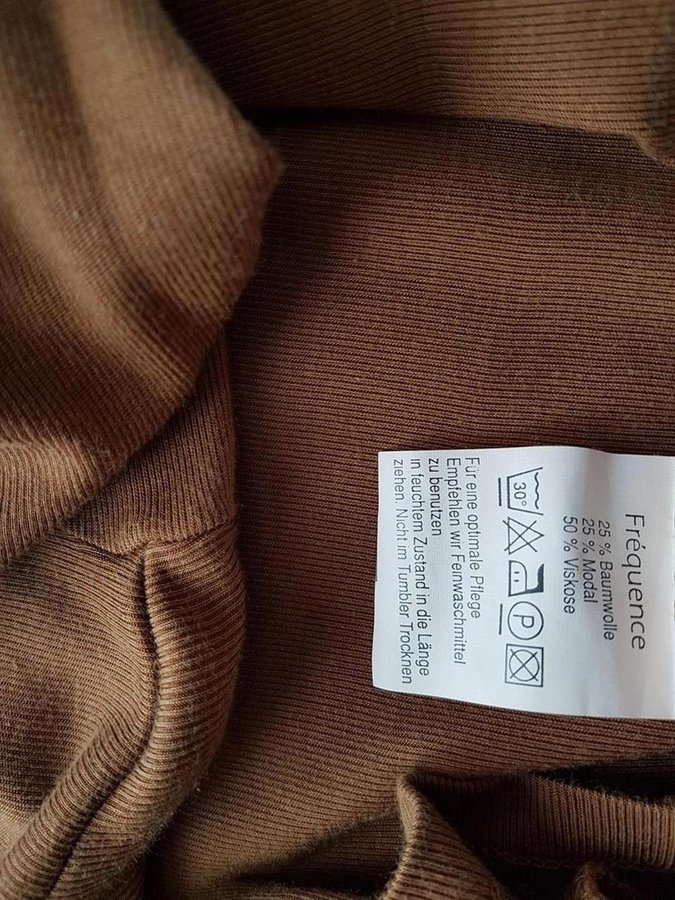 Fréquence
25 % Baumwolle
25 % Modal
50 % Viskose
30°
P
Für eine optimale Pflege
Empfehlen wir Feinwaschmittel
zu benutzen
in feuchtem Zustand in die Länge
ziehen. Nicht im Tumbler Trocknen